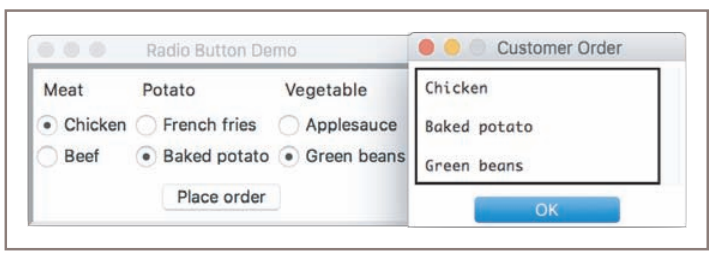 Radio Button Demo
Meat Potato Vegetable
Chicken French fries Applesauce
Beef Baked potato Green beans
Place order
Customer Order
Chicken
Baked potato
Green beans
OK